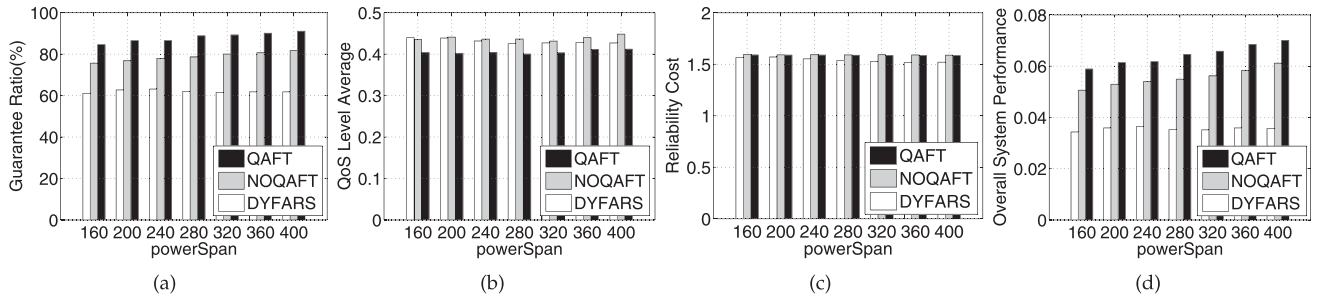 Guarantee Ratio(%)
100
80
60
40
20
0
160 200 240 280 320 360 400
powerSpan
QAFT
NOQAFT
DYFARS
(a)
QoS Level Average
0.5
0.4
0.3
0.2
0.1
0
160 200 240 280 320 360 400
powerSpan
QAFT
NOQAFT
DYFARS
(b)
Reliability Cost
2
1.5
1
0.5
0
160 200 240 280 320 360 400
powerSpan
QAFT
NOQAFT
DYFARS
(c)
Overall System Performance
0.08
0.06
0.04
0.02
0
160 200 240 280 320 360 400
powerSpan
QAFT
NOQAFT
DYFARS
(d)